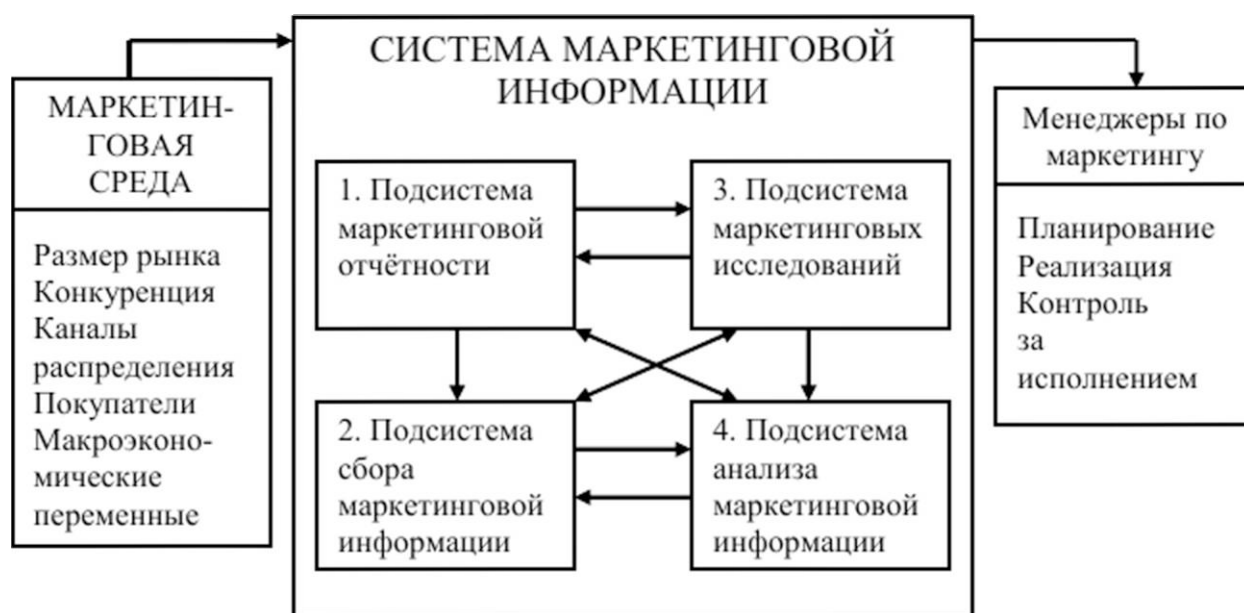 МАРКЕТИН-
ГОВАЯ
СРЕДА
Размер рынка
Конкуренция
Каналы
распределения
Покупатели
Макроэконо-
мические
переменные
СИСТЕМА МАРКЕТИНГОВОЙ
ИНФОРМАЦИИ
1. Подсистема
маркетинговой
отчётности
3. Подсистема
маркетинговых
исследований
2. Подсистема
сбора
маркетинговой
информации
4. Подсистема
анализа
маркетинговой
информации
Менеджеры по
маркетингу
Планирование
Реализация
Контроль
за
исполнением